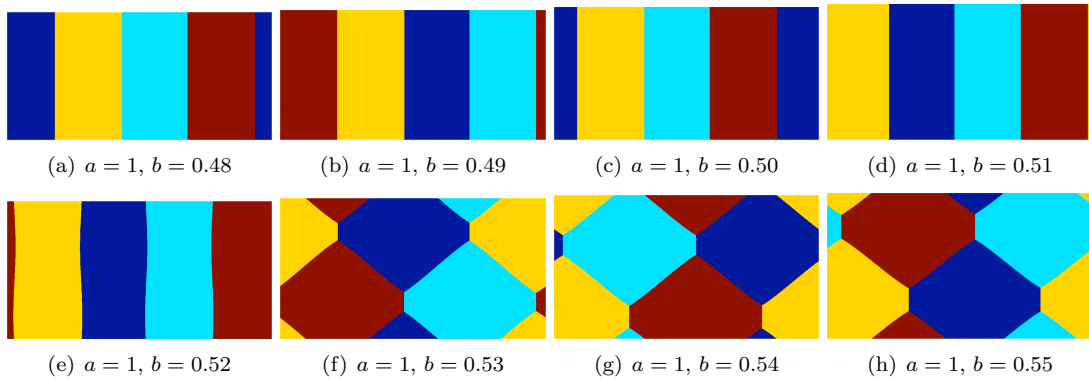 (a) a = 1, b = 0.48 (b) a = 1, b = 0.49 (c) a = 1, b = 0.50 (d) a = 1, b = 0.51
(e) a = 1, b = 0.52 (f) a = 1, b = 0.53 (g) a = 1, b = 0.54 (h) a = 1, b = 0.55